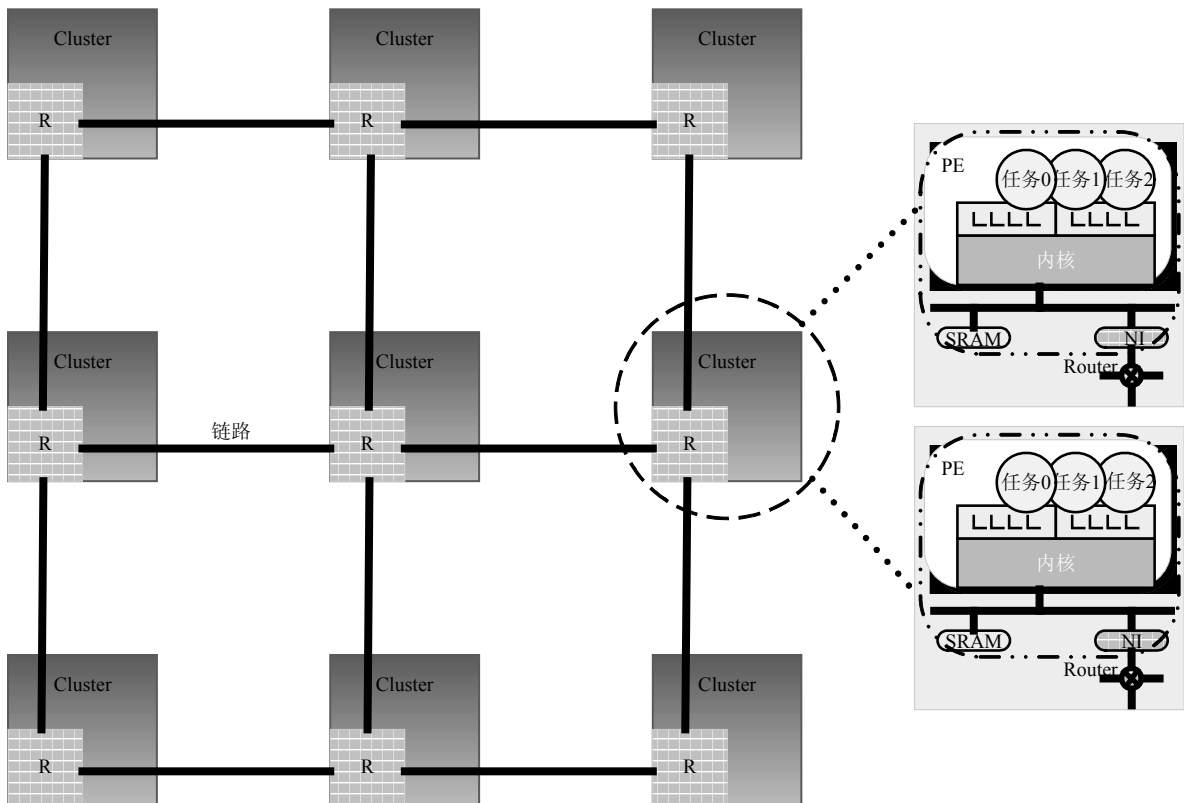 Cluster
Cluster
Cluster
R
R
R
PE
任务0
任务1
任务2
内核
SRAM
NI
Router
Cluster
Cluster
Cluster
R
链路
R
R
PE
任务0
任务1
任务2
内核
SRAM
NI
Router
Cluster
Cluster
Cluster
R
R
R